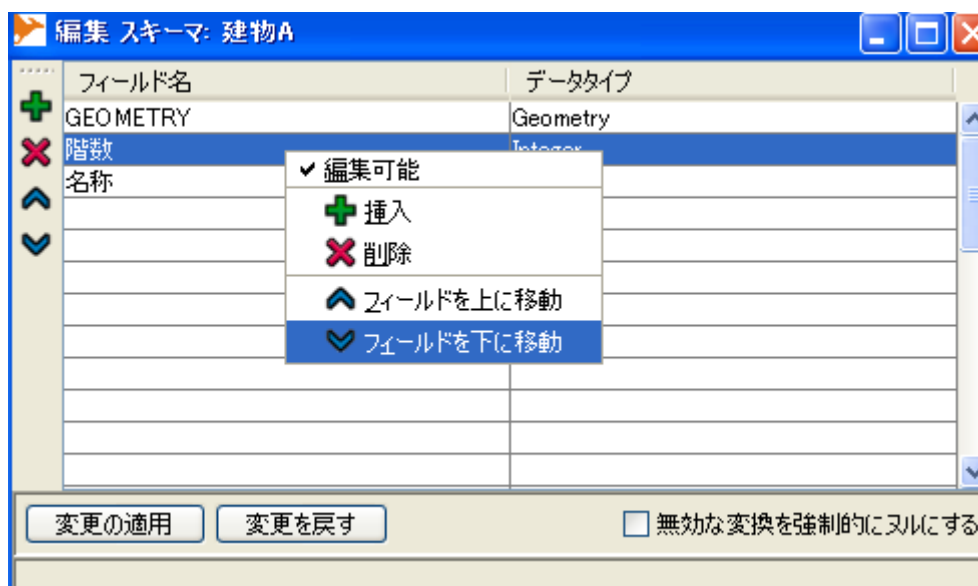 編集 スキーマ: 建物A
フィールド名 データタイプ
GEOMETRY Geometry
階数 Integer
名称
編集可能
挿入
削除
フィールドを上に移動
フィールドを下に移動
変更の適用 変更を戻す 無効な変換を強制的にヌルにする